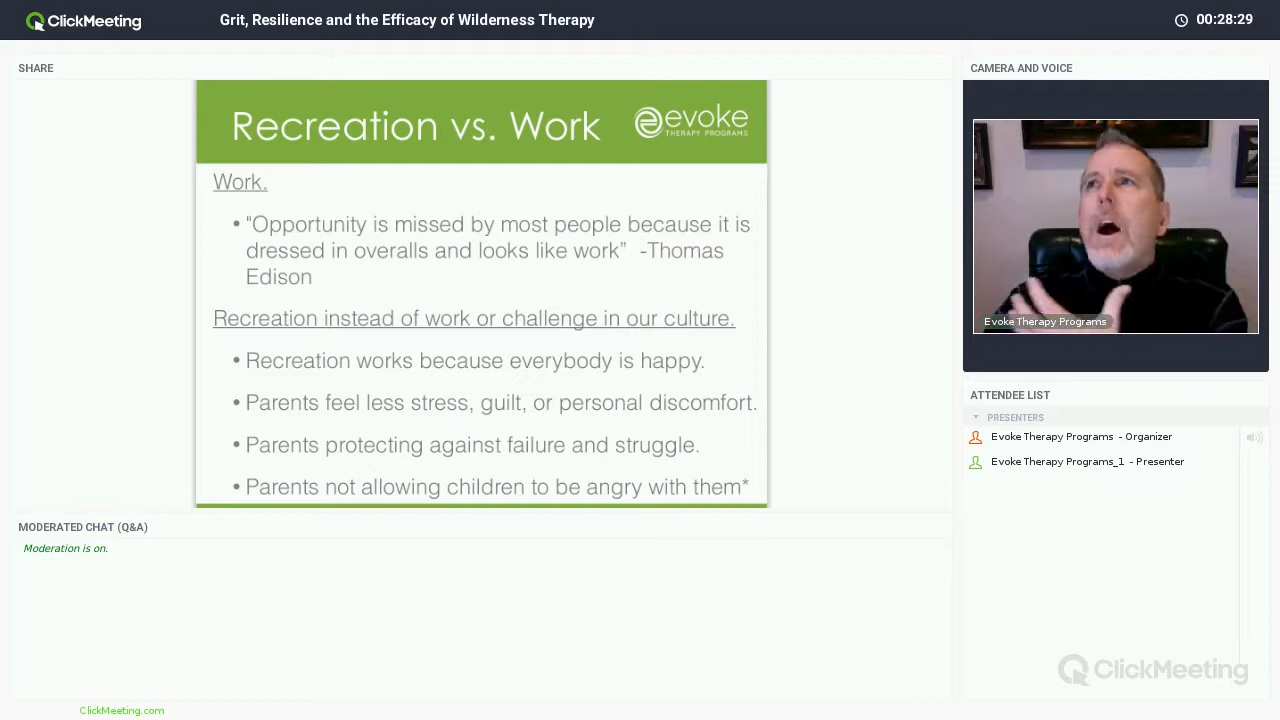 ClickMeeting
Grit, Resilience and the Efficacy of Wilderness Therapy
00:28:29
SHARE
CAMERA AND VOICE
Recreation vs. Work
evoke
THERAPY PROGRAMS
Work.
• "Opportunity is missed by most people because it is
dressed in overalls and looks like work” -Thomas
Edison
Recreation instead of work or challenge in our culture.
• Recreation works because everybody is happy.
• Parents feel less stress, guilt, or personal discomfort.
• Parents protecting against failure and struggle.
• Parents not allowing children to be angry with them*
Evoke Therapy Programs
ATTENDEE LIST
PRESENTERS
Evoke Therapy Programs - Organizer
Evoke Therapy Programs_1 - Presenter
MODERATED CHAT (Q&A)
Moderation is on.
ClickMeeting
ClickMeeting.com